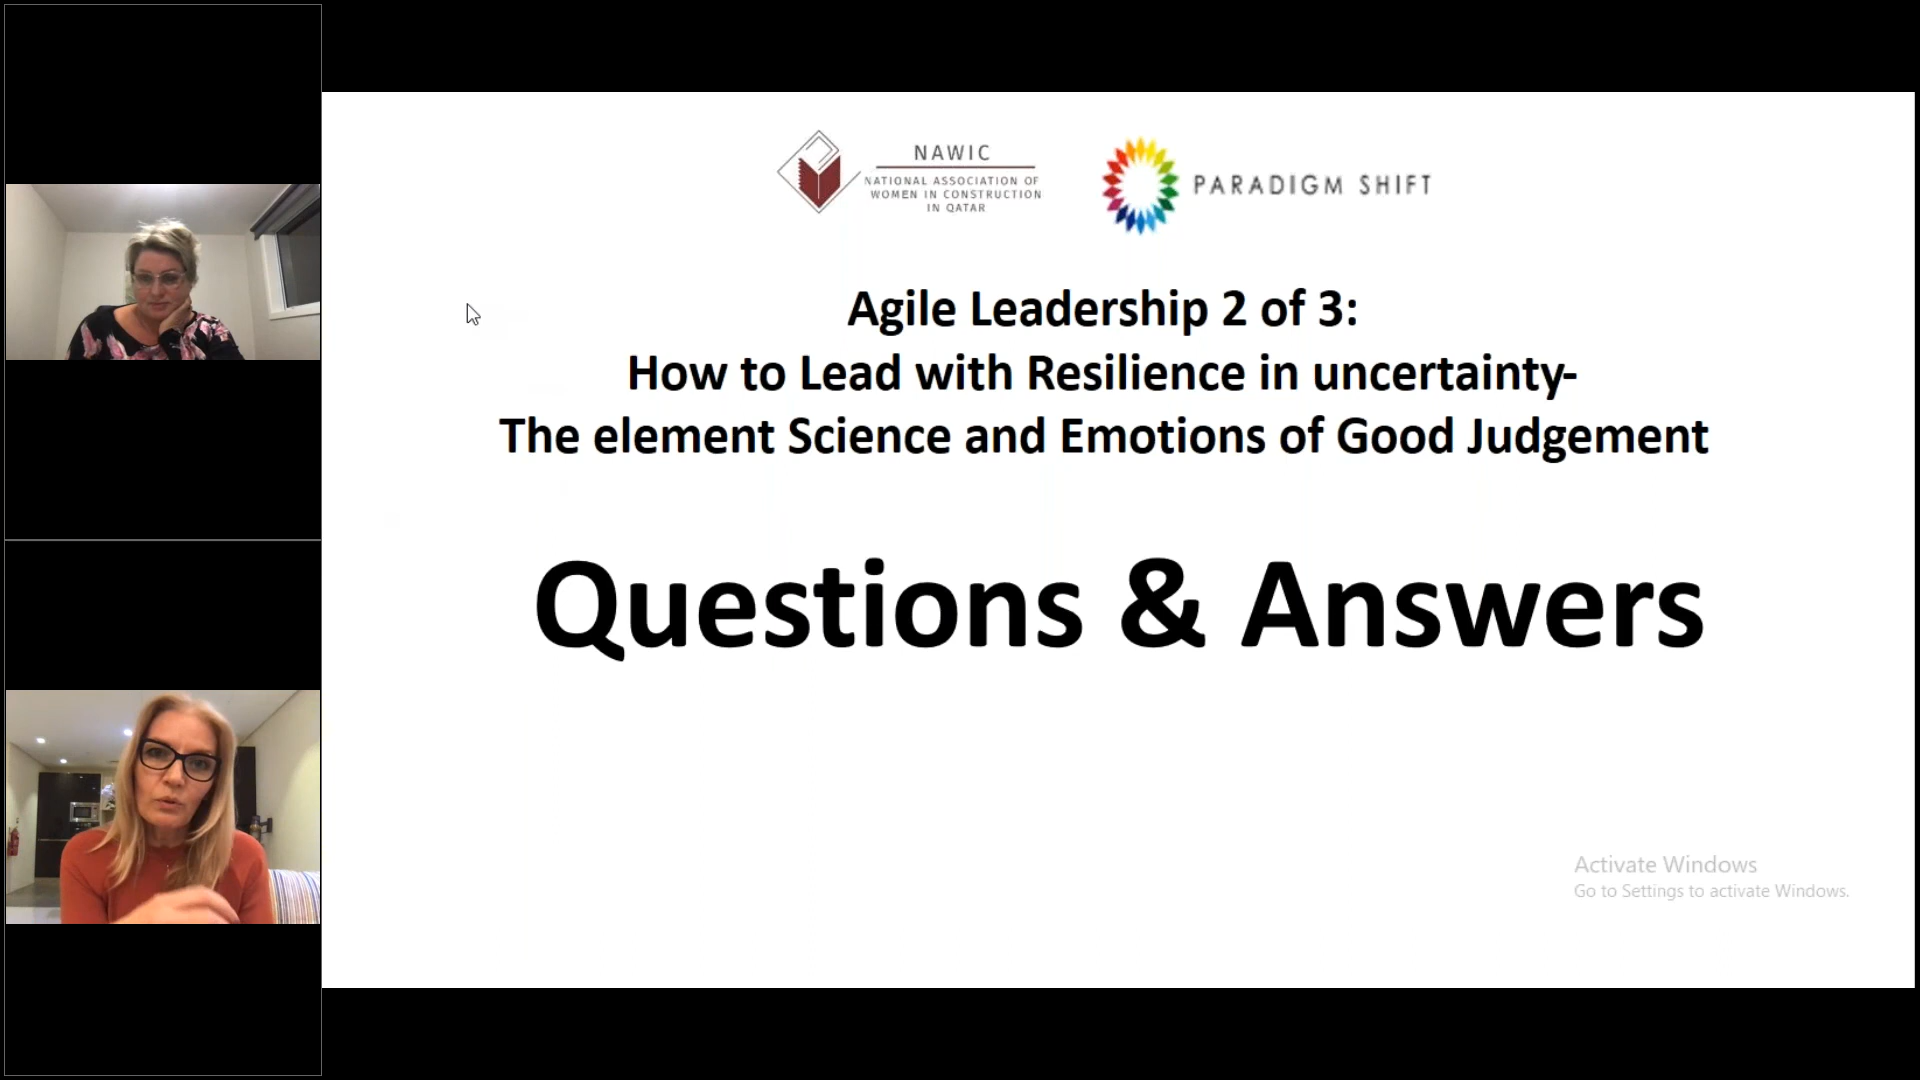 NAWIC
NATIONAL ASSOCIATION OF
WOMEN IN CONSTRUCTION
IN QATAR
PARADIGM SHIFT
Agile Leadership 2 of 3:
How to Lead with Resilience in uncertainty-
The element Science and Emotions of Good Judgement
Questions & Answers
Activate Windows
Go to Settings to activate Windows.